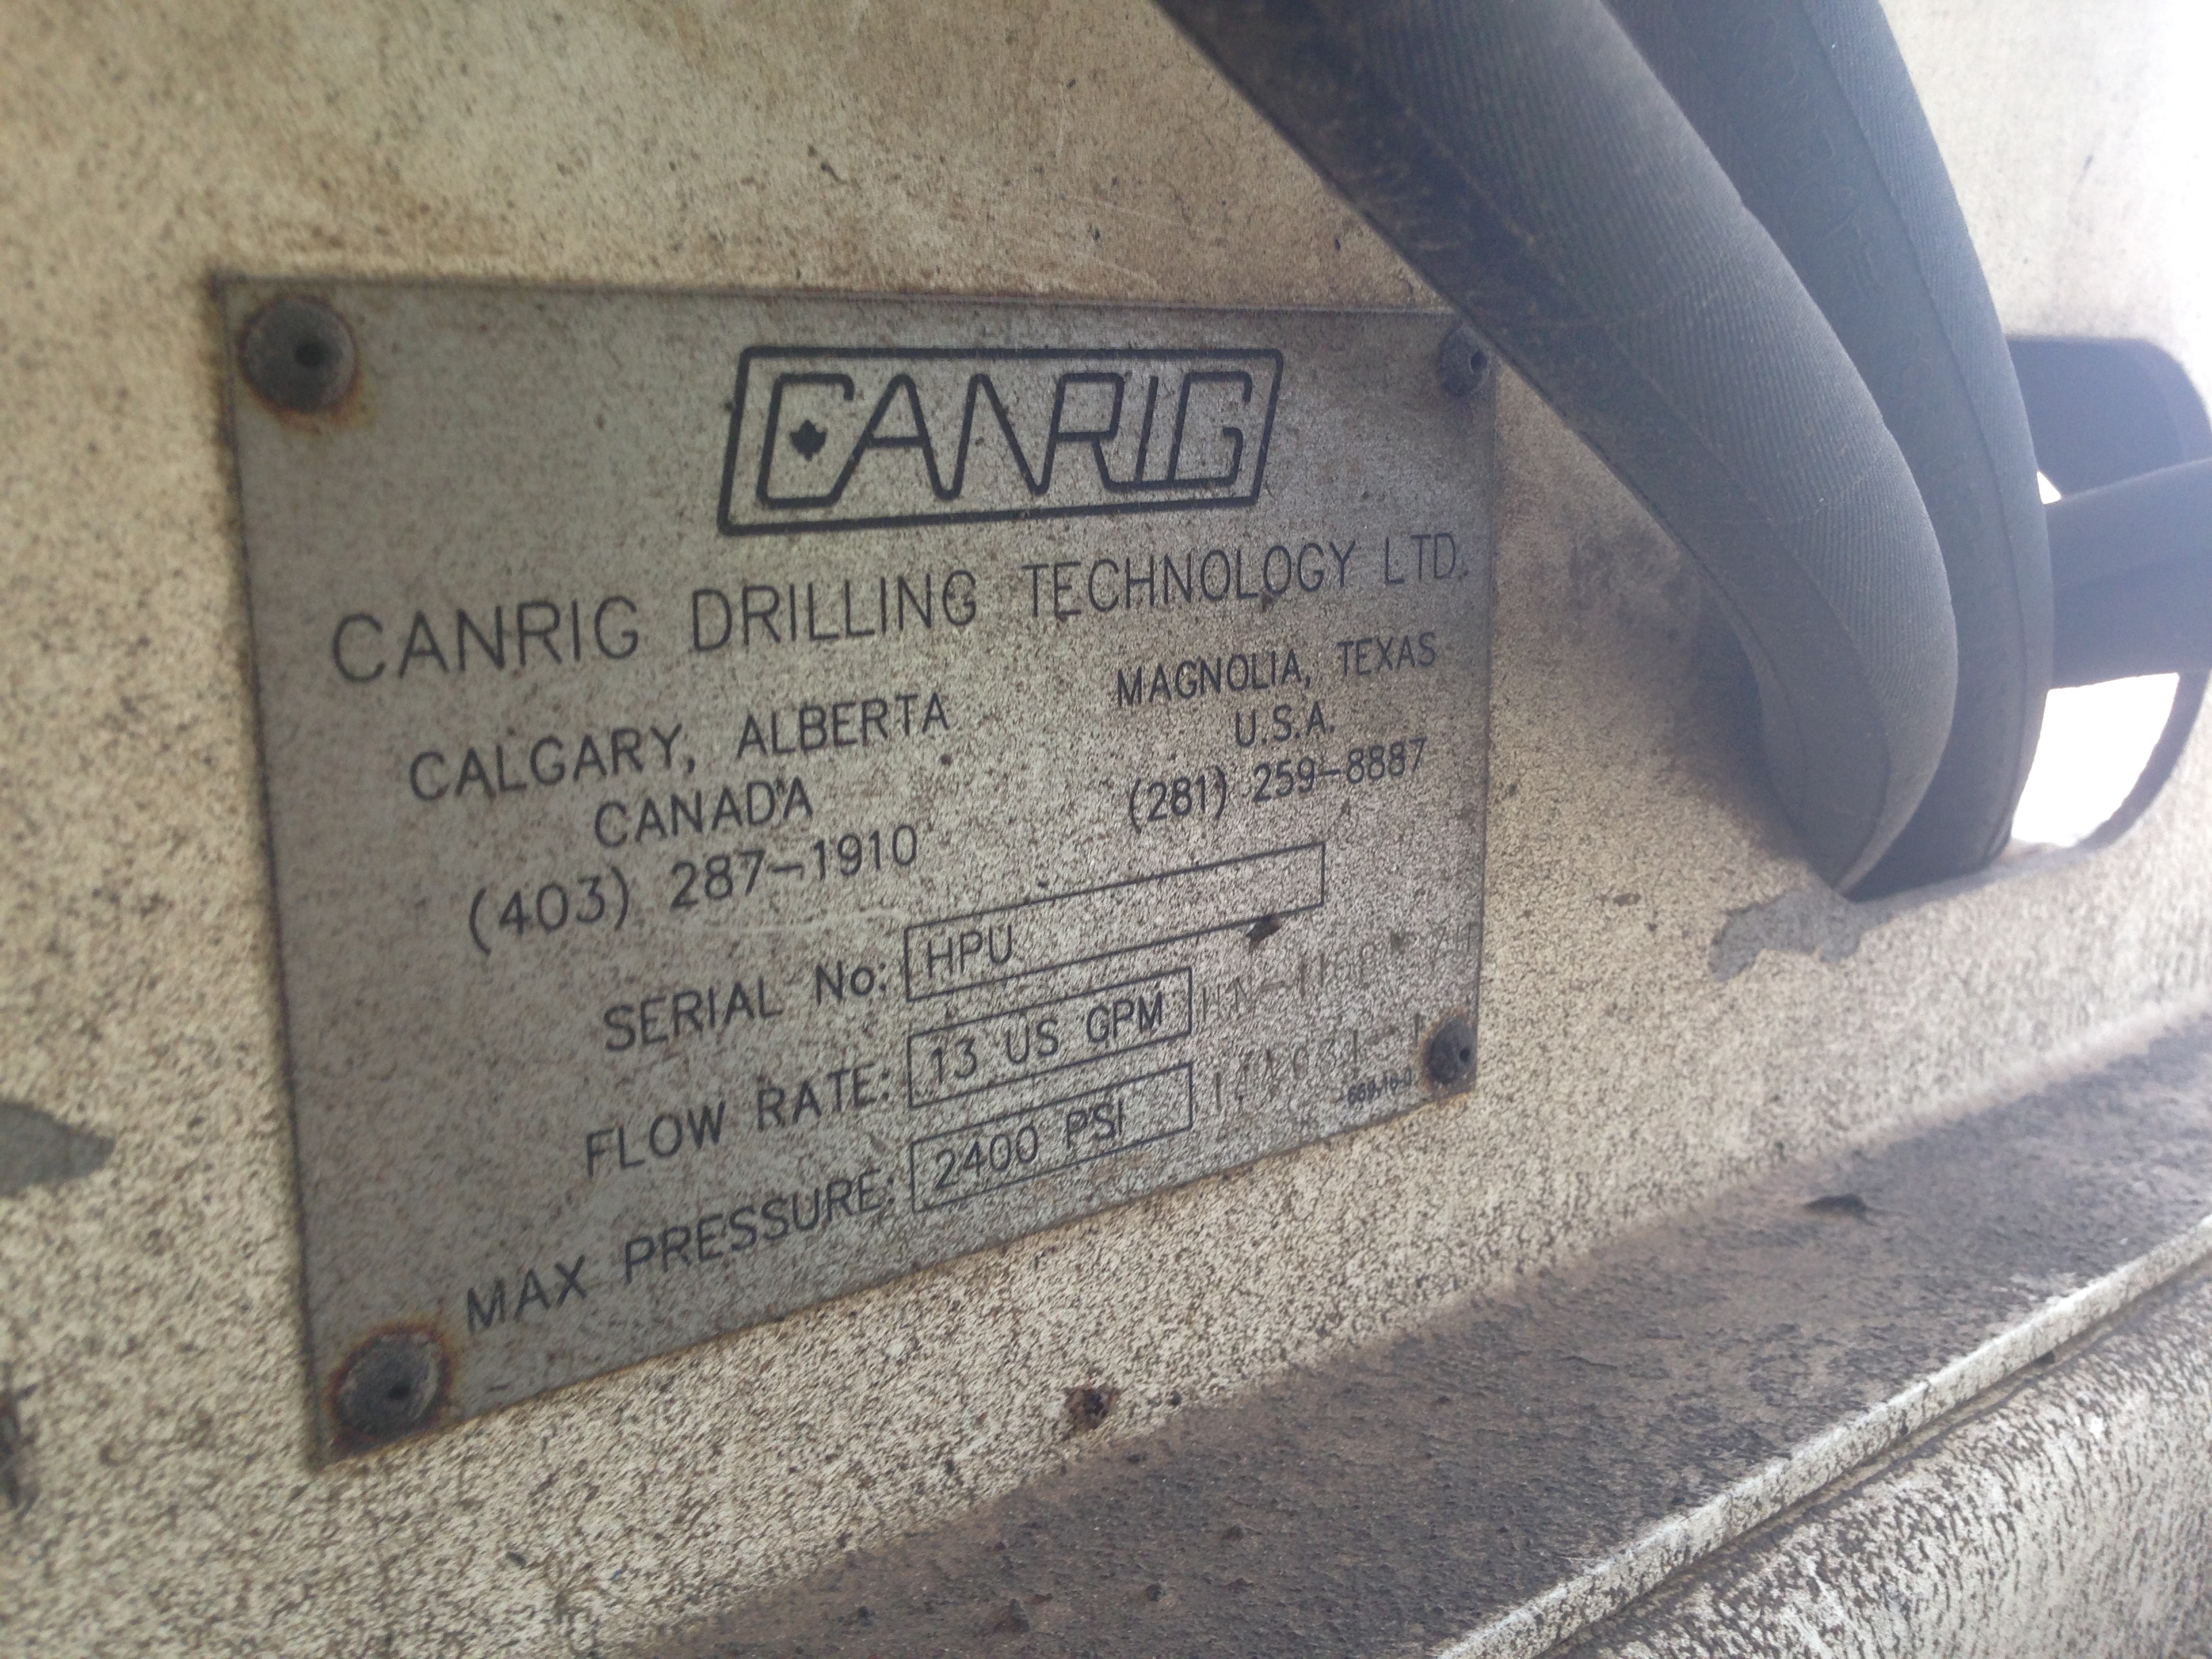 CANRIG
CANRIG DRILLING TECHNOLOGY LTD.
CALGARY, ALBERTA
CANADA
(403) 287-1910
MAGNOLIA, TEXAS
U.S.A.
(281) 259-8887
SERIAL No: HPU
FLOW RATE: 13 US GPM
MAX PRESSURE: 2400 PSI